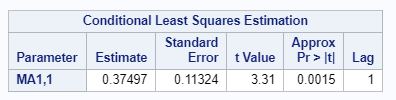 Conditional Least Squares Estimation
Parameter Estimate Standard Error t Value Approx Pr > |t| Lag
MA1,1 0.37497 0.11324 3.31 0.0015 1